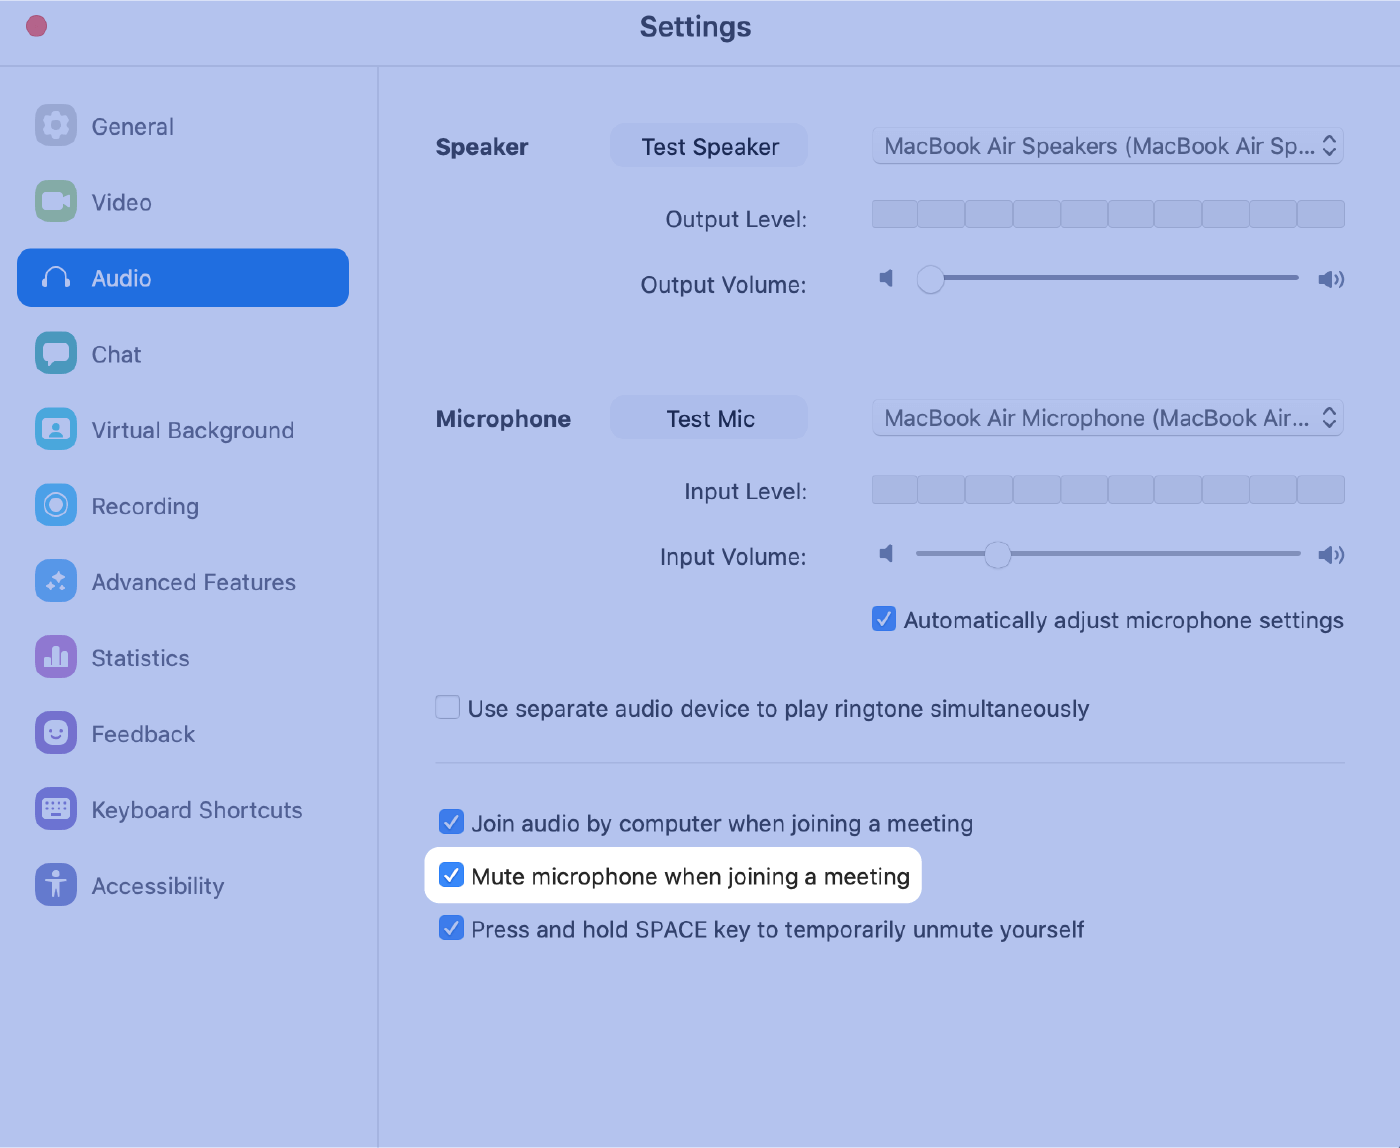 Settings
General
Video
Audio
Chat
Virtual Background
Recording
Advanced Features
Statistics
Feedback
Keyboard Shortcuts
Accessibility
Speaker
Test Speaker
MacBook Air Speakers (MacBook Air Sp...
Output Level:
Output Volume:
Microphone
Test Mic
MacBook Air Microphone (MacBook Air...
Input Level:
Input Volume:
Automatically adjust microphone settings
Use separate audio device to play ringtone simultaneously
Join audio by computer when joining a meeting
Mute microphone when joining a meeting
Press and hold SPACE key to temporarily unmute yourself